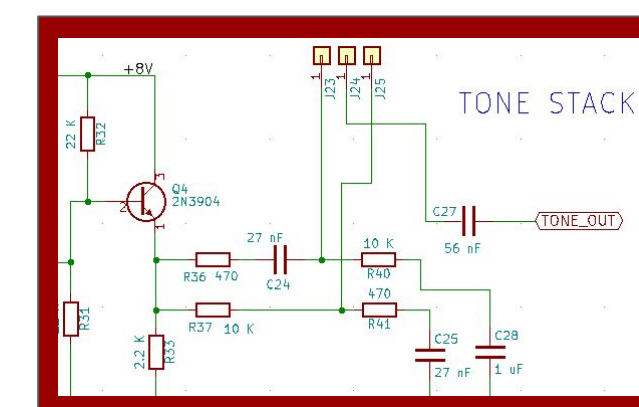 +8V
J23
J24
J25
1
1
1
TONE STACK
22 K
R32
3
Q4
2N3904
2
1
C27
56 nF
TONE_OUT
27 nF
C24
R36 470
10 K
R40
470
R41
R37 10 K
R31
2.2 K
R33
C25
27 nF
C28
1 uF